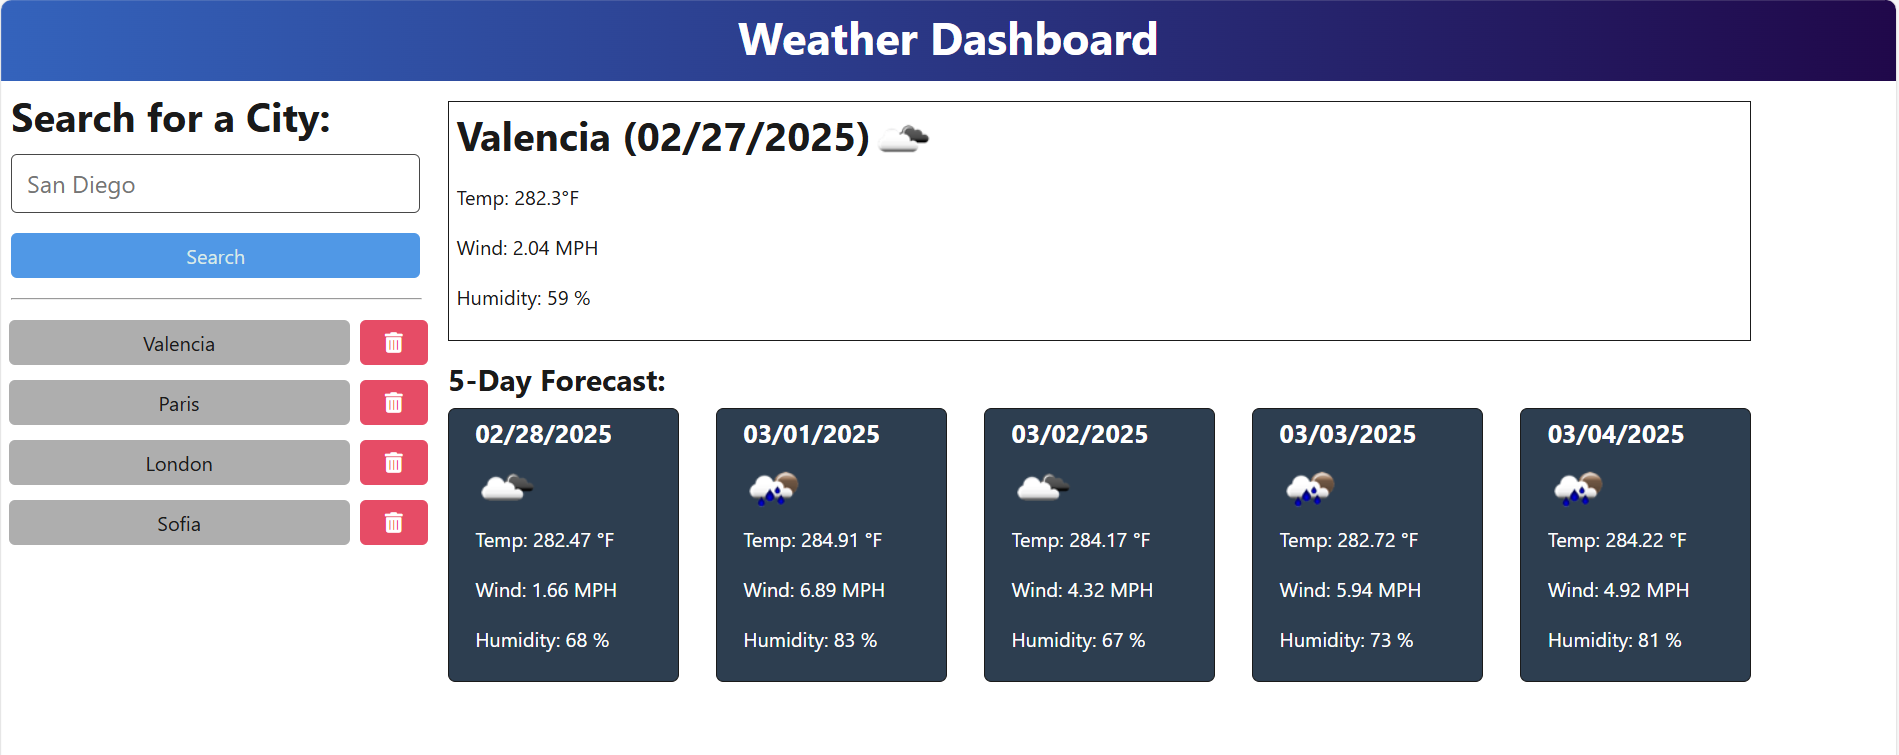 Weather Dashboard
Search for a City:
San Diego
Search
Valencia
Paris
London
Sofia
Valencia (02/27/2025)
Temp: 282.3°F
Wind: 2.04 MPH
Humidity: 59 %
5-Day Forecast:
02/28/2025
Temp: 282.47 °F
Wind: 1.66 MPH
Humidity: 68 %
03/01/2025
Temp: 284.91 °F
Wind: 6.89 MPH
Humidity: 83 %
03/02/2025
Temp: 284.17 °F
Wind: 4.32 MPH
Humidity: 67 %
03/03/2025
Temp: 282.72 °F
Wind: 5.94 MPH
Humidity: 73 %
03/04/2025
Temp: 284.22 °F
Wind: 4.92 MPH
Humidity: 81 %